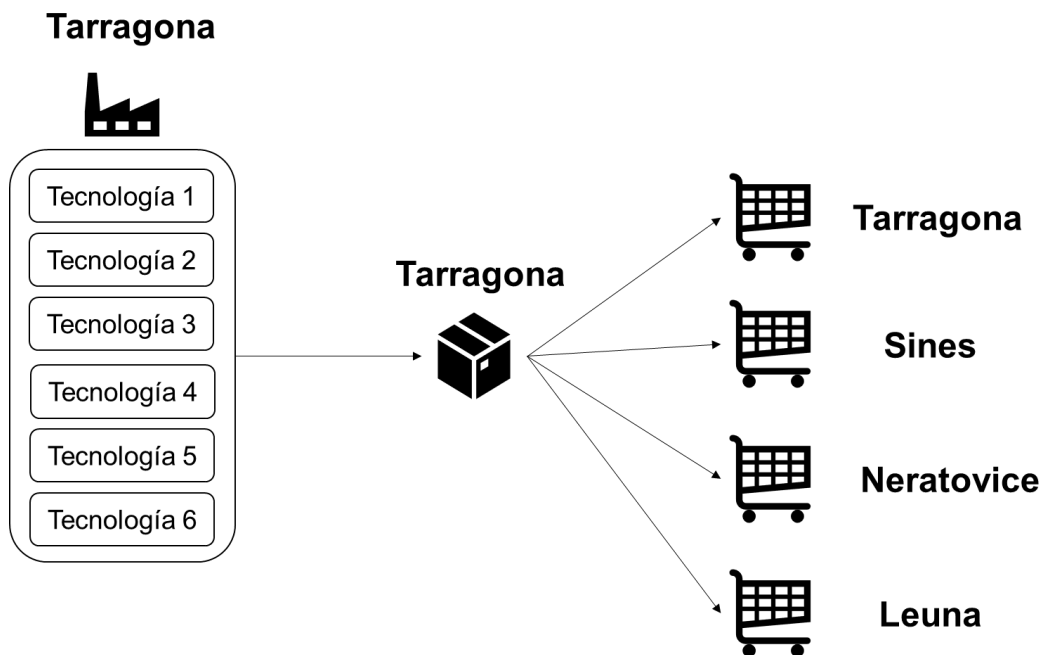 Tarragona
Tecnología 1
Tecnología 2
Tecnología 3
Tecnología 4
Tecnología 5
Tecnología 6
Tarragona
Tarragona
Sines
Neratovice
Leuna